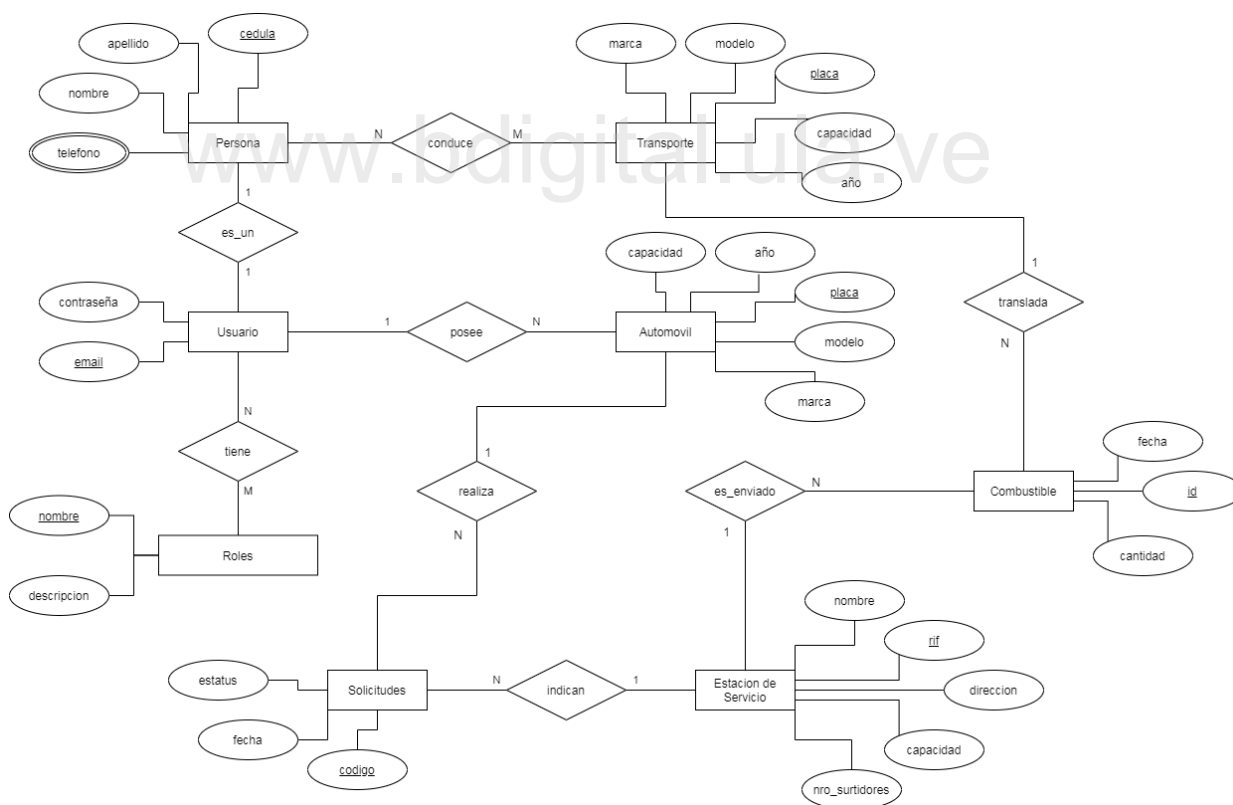 apellido
cedula
marca
modelo
nombre
placa
telefono
Persona
N
conduce
M
Transporte
capacidad
año
www.bdigital.ula.ve
1
es_un
1
capacidad
año
1
translada
N
contraseña
Usuario
1
posee
N
Automovil
placa
email
modelo
marca
N
tiene
M
1
realiza
N
es_enviado
N
1
Combustible
fecha
id
cantidad
nombre
Roles
descripcion
nombre
rif
estatus
Solicitudes
N
indican
1
Estacion de
Servicio
direccion
fecha
capacidad
codigo
nro_surtidores